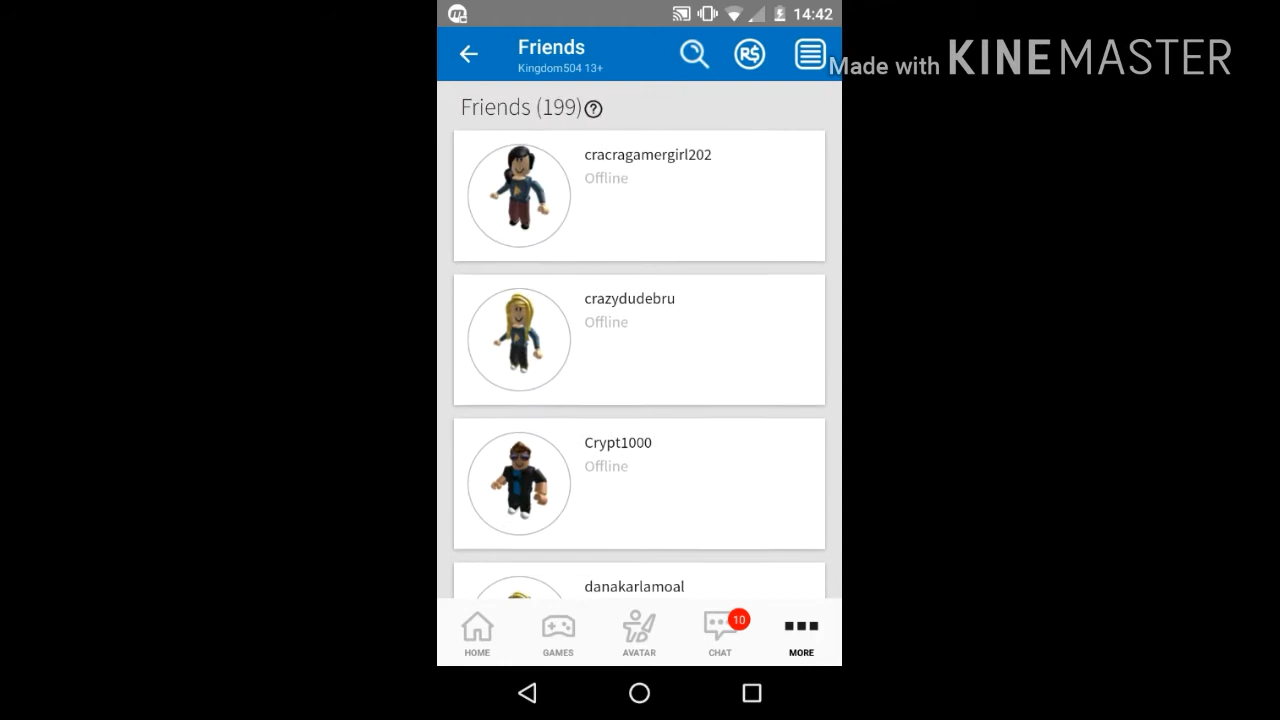 14:42
Friends
Kingdom504 13+
R$
Made with KINEMASTER
Friends (199)?
cracragamergirl202
Offline
crazydudebru
Offline
Crypt1000
Offline
danakarlamoal
10
HOME GAMES AVATAR CHAT MORE